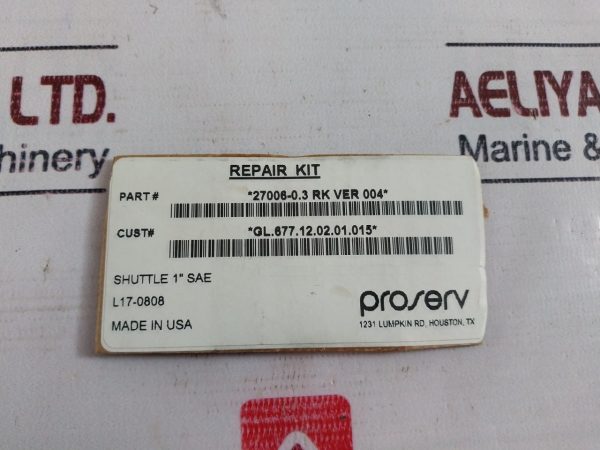 LTD.
AELIYA
chinery
Marine &
REPAIR KIT
PART # *27006-0.3 RK VER 004*
CUST# *GL.677.12.02.01.015*
SHUTTLE 1" SAE
L17-0808
MADE IN USA
proserv
1231 LUMPKIN RD, HOUSTON, TX